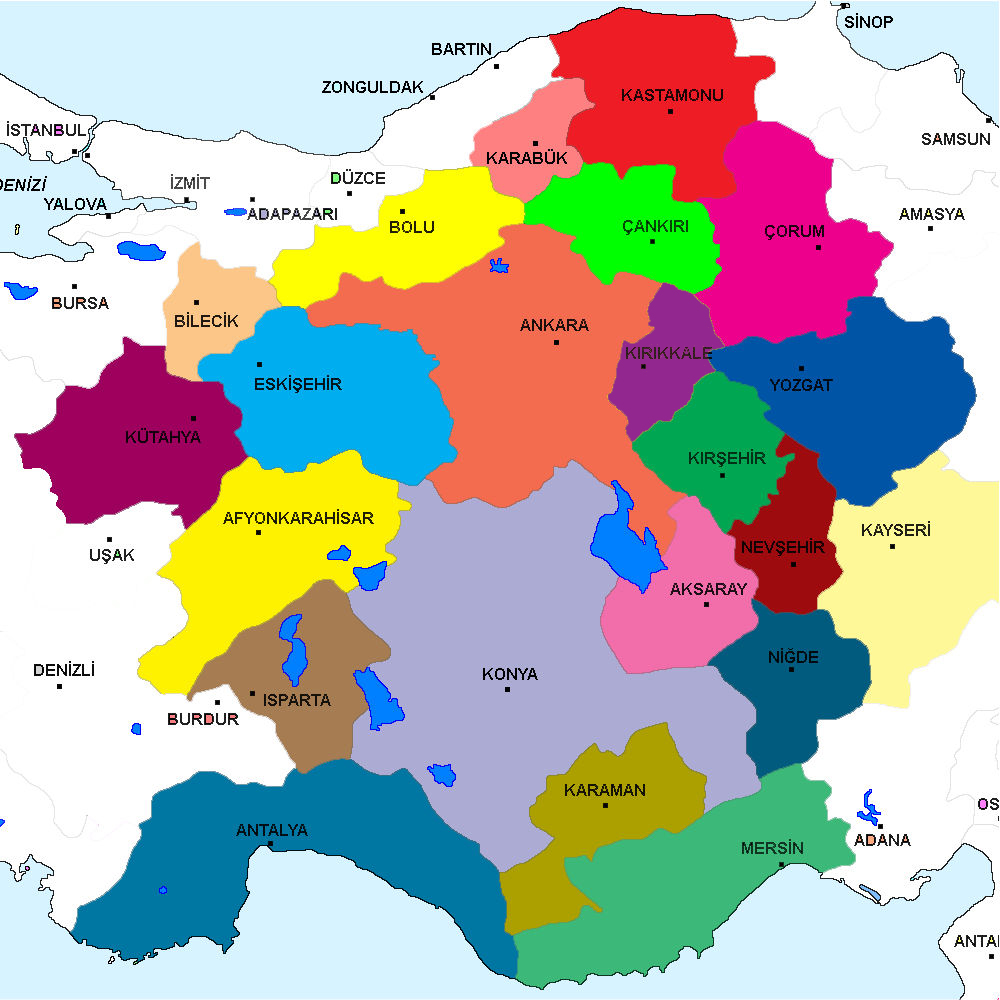 SİNOP
BARTIN
ZONGULDAK
KASTAMONU
İSTANBUL
SAMSUN
KARABÜK
DÜZCE
İZMİT
DENİZİ
YALOVA
ADAPAZARI
AMASYA
BOLU
ÇANKIRI
ÇORUM
BURSA
BİLECİK
ANKARA
KIRIKKALE
ESKİŞEHİR
YOZGAT
KÜTAHYA
KIRŞEHİR
AFYONKARAHİSAR
KAYSERİ
UŞAK
NEVŞEHİR
AKSARAY
NİĞDE
DENİZLİ
KONYA
ISPARTA
BURDUR
KARAMAN
OS
ANTALYA
ADANA
MERSİN
ANTA